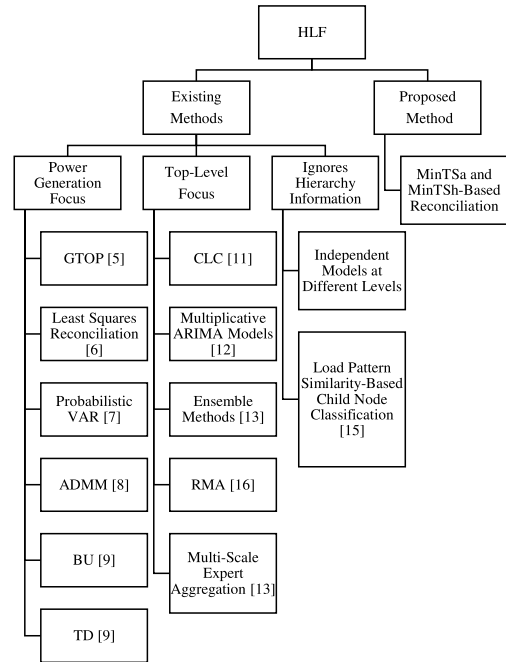 HLF
Existing
Methods
Proposed
Method
Power
Generation
Focus
Top-Level
Focus
Ignores
Hierarchy
Information
MinTSa and
MinTSh-Based
Reconciliation
GTOP [5]
CLC [11]
Independent
Models at
Different Levels
Least Squares
Reconciliation
[6]
Multiplicative
ARIMA Models
[12]
Load Pattern
Similarity-Based
Child Node
Classification
[15]
Probabilistic
VAR [7]
Ensemble
Methods [13]
ADMM [8]
RMA [16]
BU [9]
Multi-Scale
Expert
Aggregation [13]
TD [9]